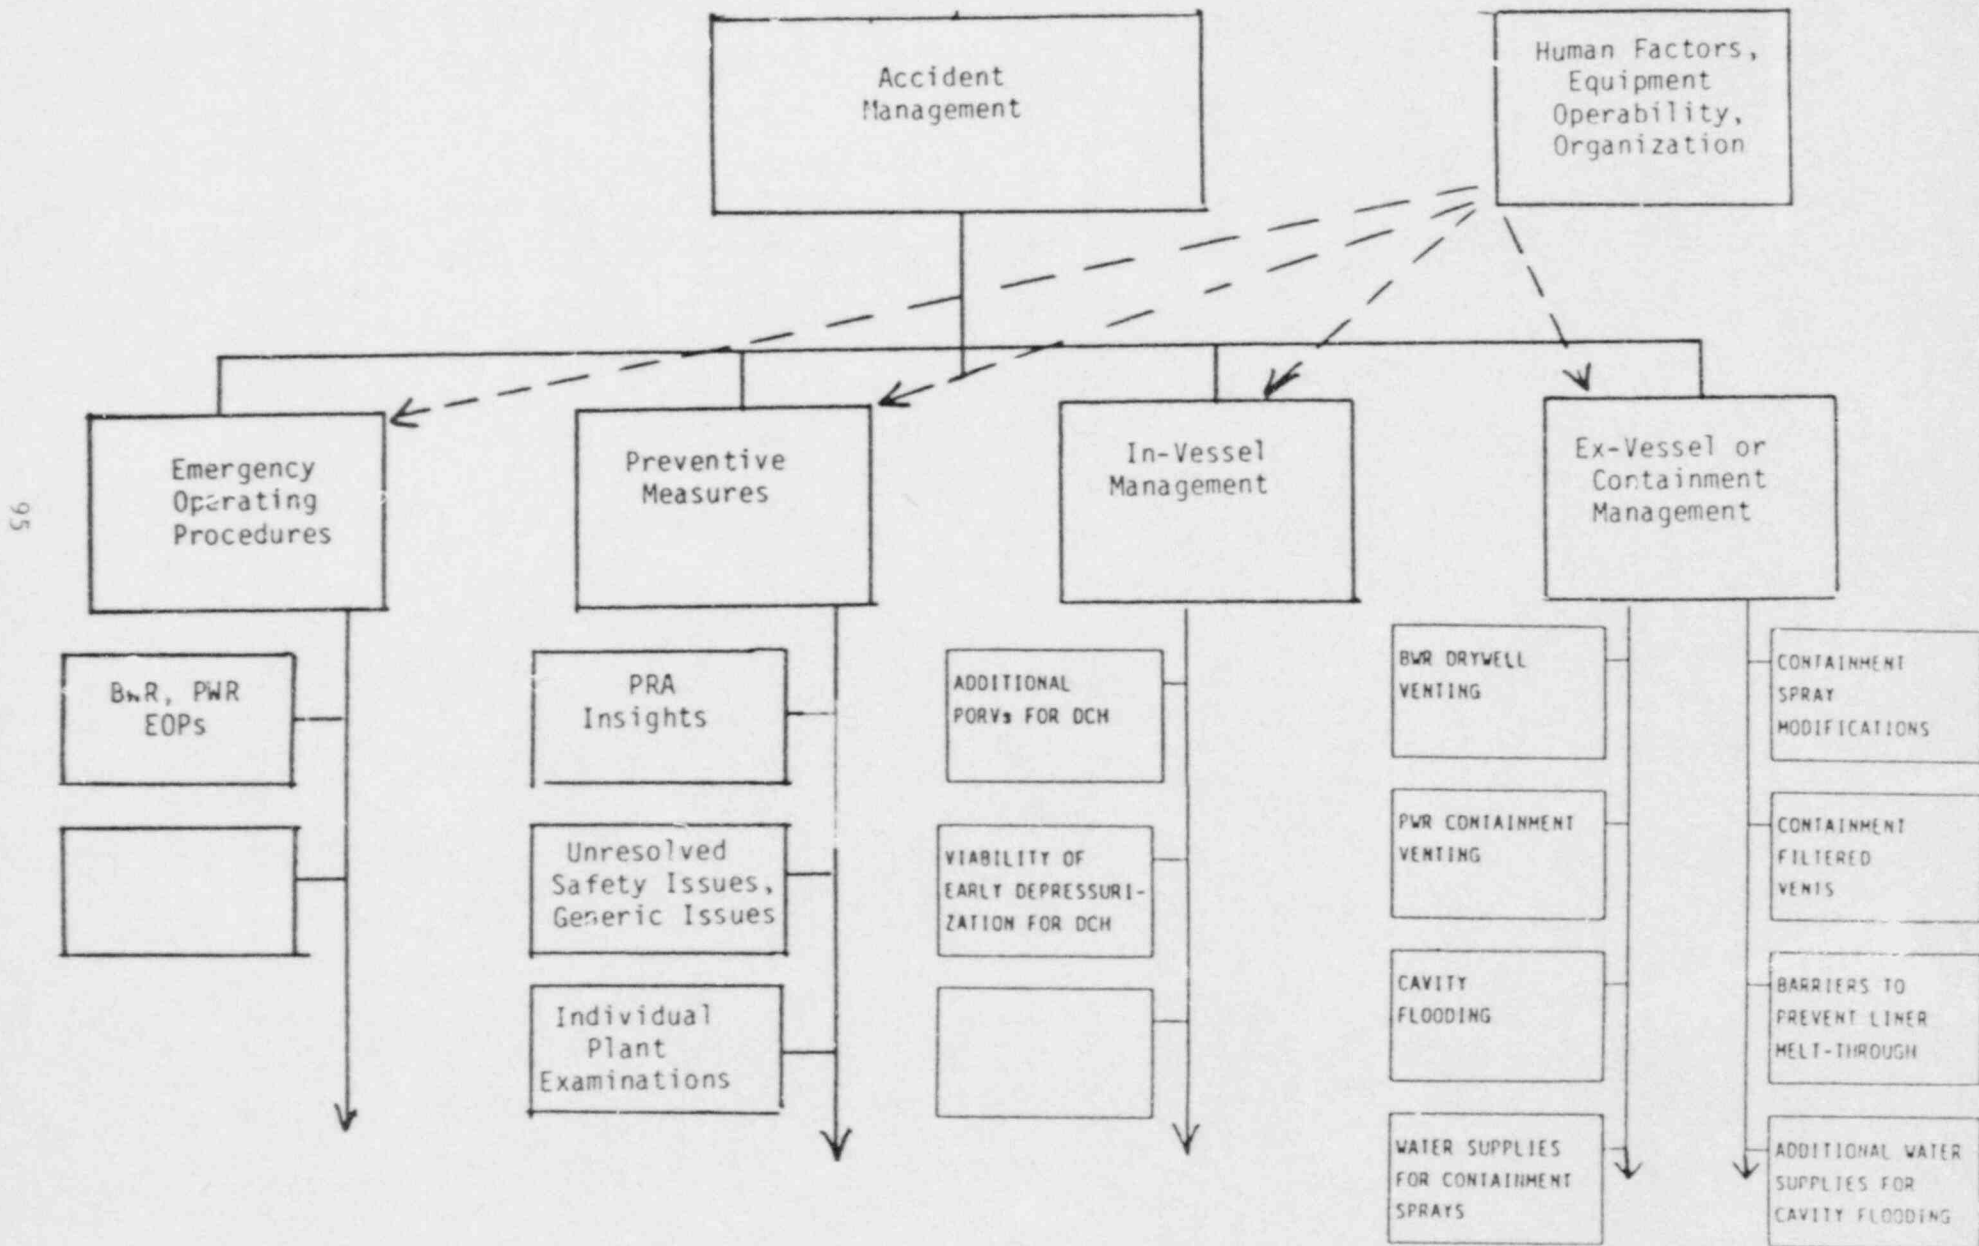 Accident
Management
Human Factors,
Equipment
Operability,
Organization
95
Emergency
Operating
Procedures
Preventive
Measures
In-Vessel
Management
Ex-Vessel or
Containment
Management
BWR, PWR
EOPs
PRA
Insights
Unresolved
Safety Issues,
Generic Issues
Individual
Plant
Examinations
ADDITIONAL
PORVs FOR DCH
VIABILITY OF
EARLY DEPRESSURI-
ZATION FOR DCH
BWR DRYWELL
VENTING
PWR CONTAINMENT
VENTING
CAVITY
FLOODING
WATER SUPPLIES
FOR CONTAINMENT
SPRAYS
CONTAINMENT
SPRAY
MODIFICATIONS
CONTAINMENT
FILTERED
VENTS
BARRIERS TO
PREVENT LINER
MELT-THROUGH
ADDITIONAL WATER
SUPPLIES FOR
CAVITY FLOODING